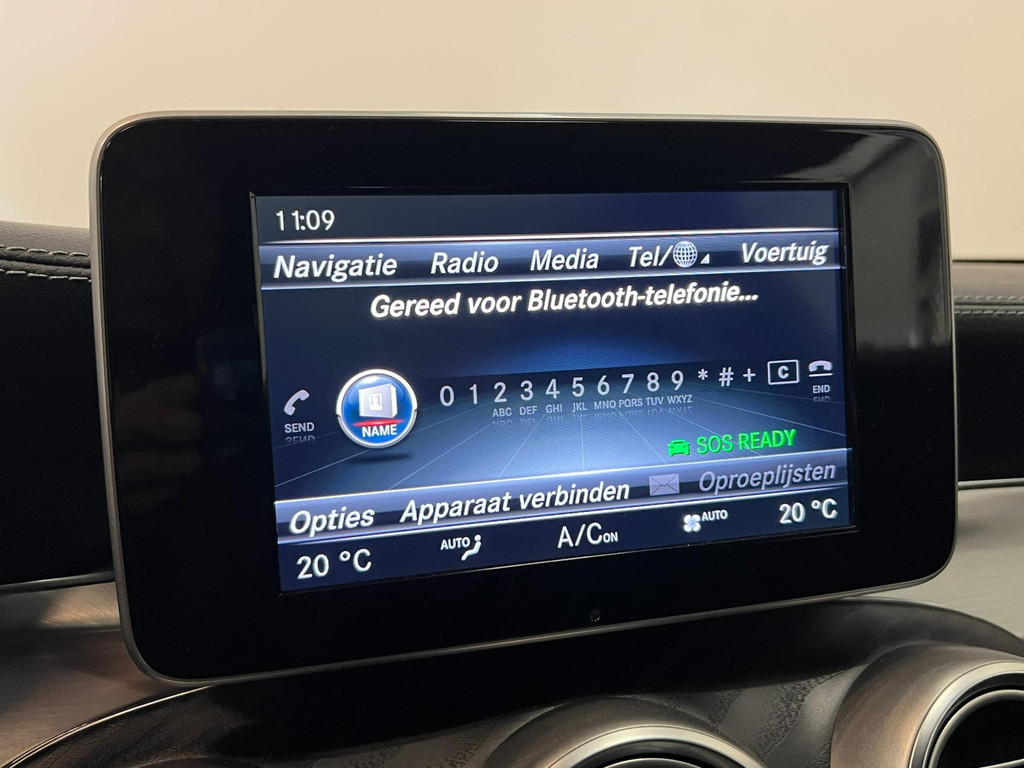 11:09
Navigatie Radio Media Tel/ Voertuig
Gereed voor Bluetooth-telefonie...
SEND NAME 0 1 2 3 4 5 6 7 8 9 * # + C END
ABC DEF GHI JKL MNO PQRS TUV WXYZ
SOS READY
Opties Apparaat verbinden Oproeplijsten
20 °C AUTO A/C ON AUTO 20 °C